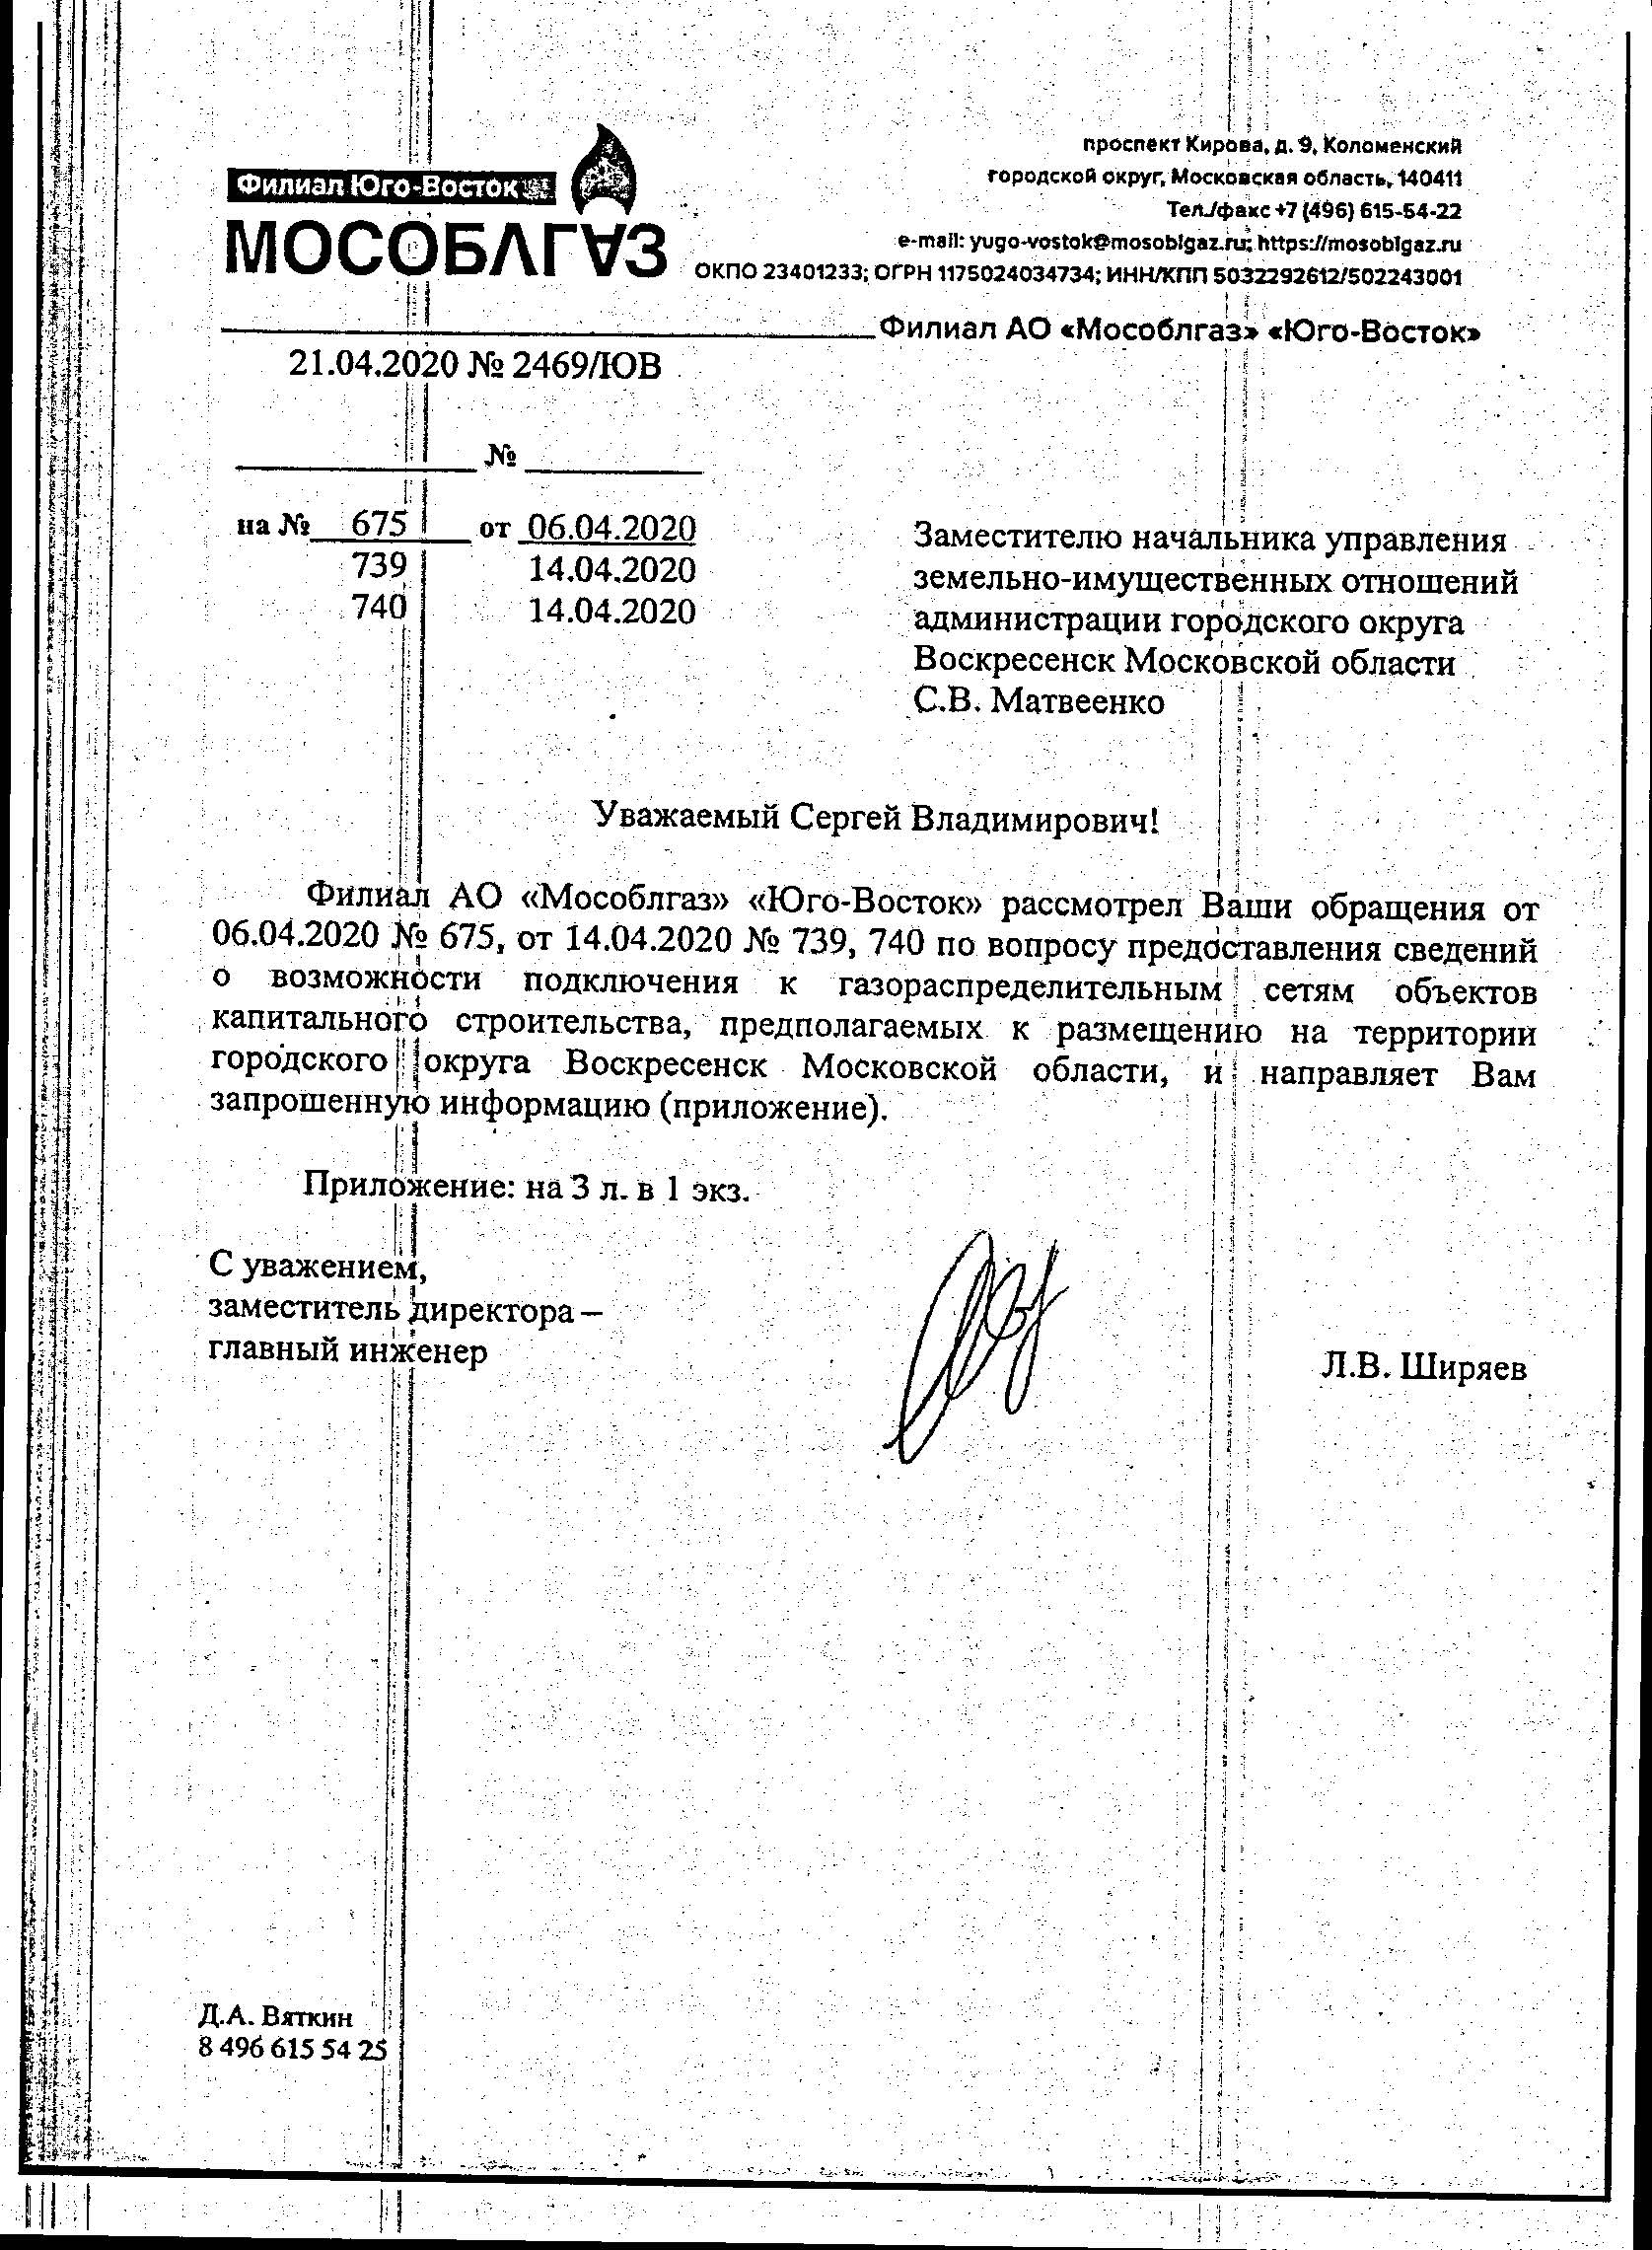 Филиал Юго-Восток
МОСОБЛГАЗ
проспект Кирова, д. 9, Коломенский
городской округ, Московская область, 140411
Тел./факс +7 (496) 615-54-22
e-mail: yugo-vostok@mosoblgaz.ru; https://mosoblgaz.ru
ОКПО 23401233; ОГРН 1175024034734; ИНН/КПП 5032292612/502243001
Филиал АО «Мособлгаз» «Юго-Восток»
21.04.2020 № 2469/ЮВ
№
на № 675 от 06.04.2020
739 14.04.2020
740 14.04.2020
Заместителю начальника управления
земельно-имущественных отношений
администрации городского округа
Воскресенск Московской области
С.В. Матвеенко
Уважаемый Сергей Владимирович!
Филиал АО «Мособлгаз» «Юго-Восток» рассмотрел Ваши обращения от
06.04.2020 № 675, от 14.04.2020 № 739, 740 по вопросу предоставления сведений
о возможности подключения к газораспределительным сетям объектов
капитального строительства, предполагаемых к размещению на территории
городского округа Воскресенск Московской области, и направляет Вам
запрошенную информацию (приложение).
Приложение: на 3 л. в 1 экз.
С уважением,
заместитель директора –
главный инженер
Л.В. Ширяев
Д.А. Вяткин
8 496 615 54 25